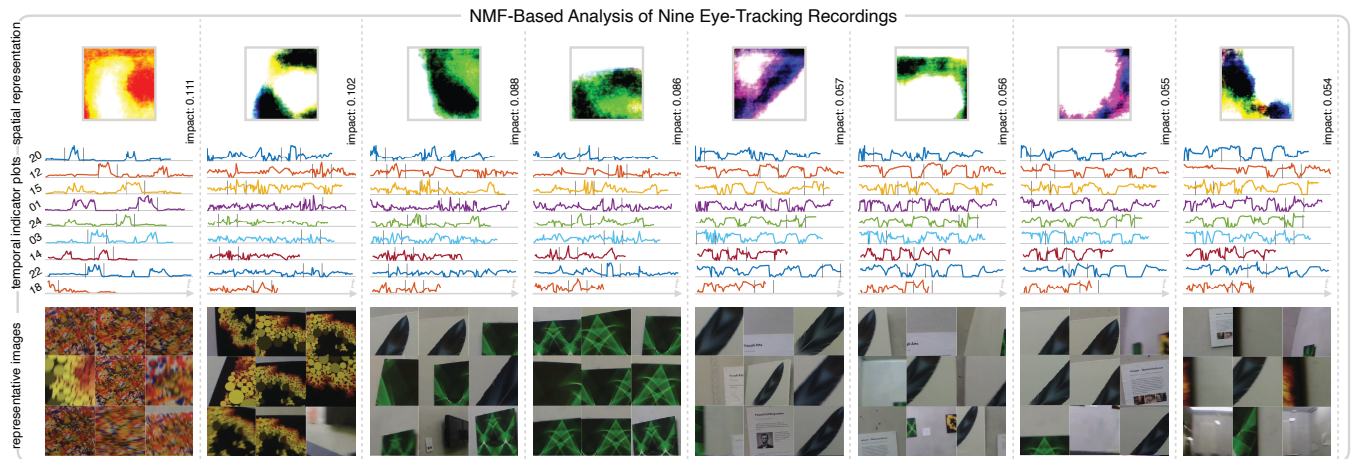 NMF-Based Analysis of Nine Eye-Tracking Recordings
spatial representation
impact: 0.111
impact: 0.102
impact: 0.088
impact: 0.086
impact: 0.057
impact: 0.056
impact: 0.055
impact: 0.054
temporal indicator plots
20
12
15
01
24
03
14
22
18
representative images